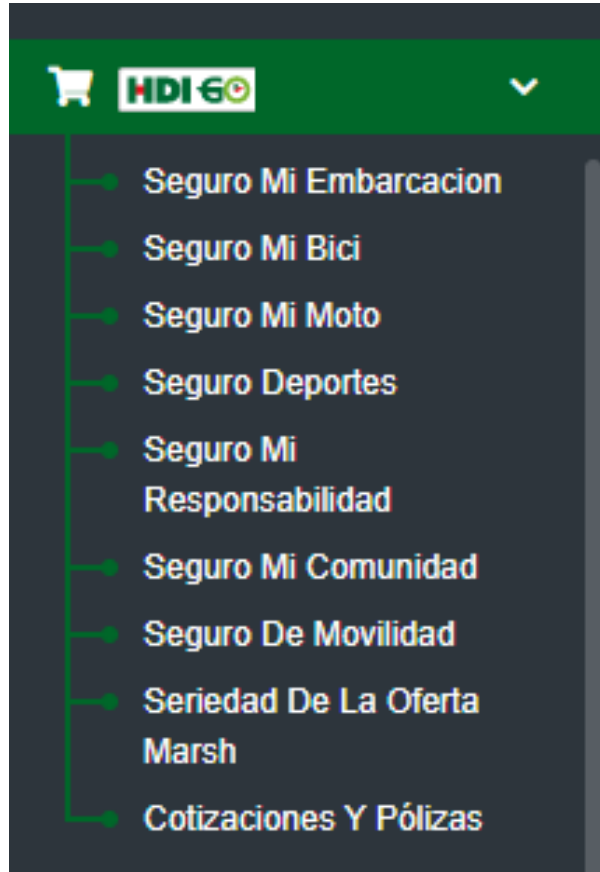 HDI GO
Seguro Mi Embarcacion
Seguro Mi Bici
Seguro Mi Moto
Seguro Deportes
Seguro Mi
Responsabilidad
Seguro Mi Comunidad
Seguro De Movilidad
Seriedad De La Oferta
Marsh
Cotizaciones Y Pólizas